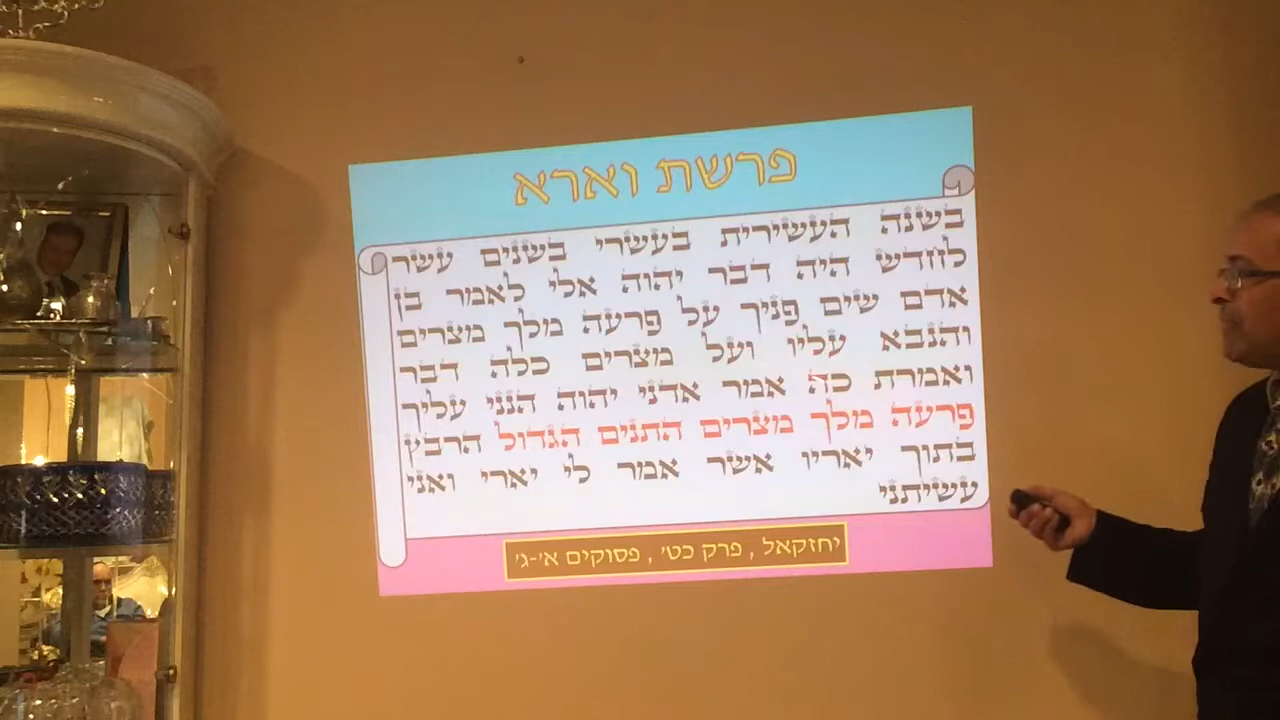 פרשת וארא
בשנה העשירית בעשרי בשנים עשר
לחדש היה דבר יהוה אלי לאמר בן
אדם שים פניך על פרעה מלך מצרים
והנבא עליו ועל מצרים כלה דבר
ואמרת כה אמר אדני יהוה הנני עליך
פרעה מלך מצרים התנים הגדול הרבץ
בתוך יאריו אשר אמר לי יארי ואני
עשיתני
יחזקאל , פרק כט׳ , פסוקים א׳-ג׳